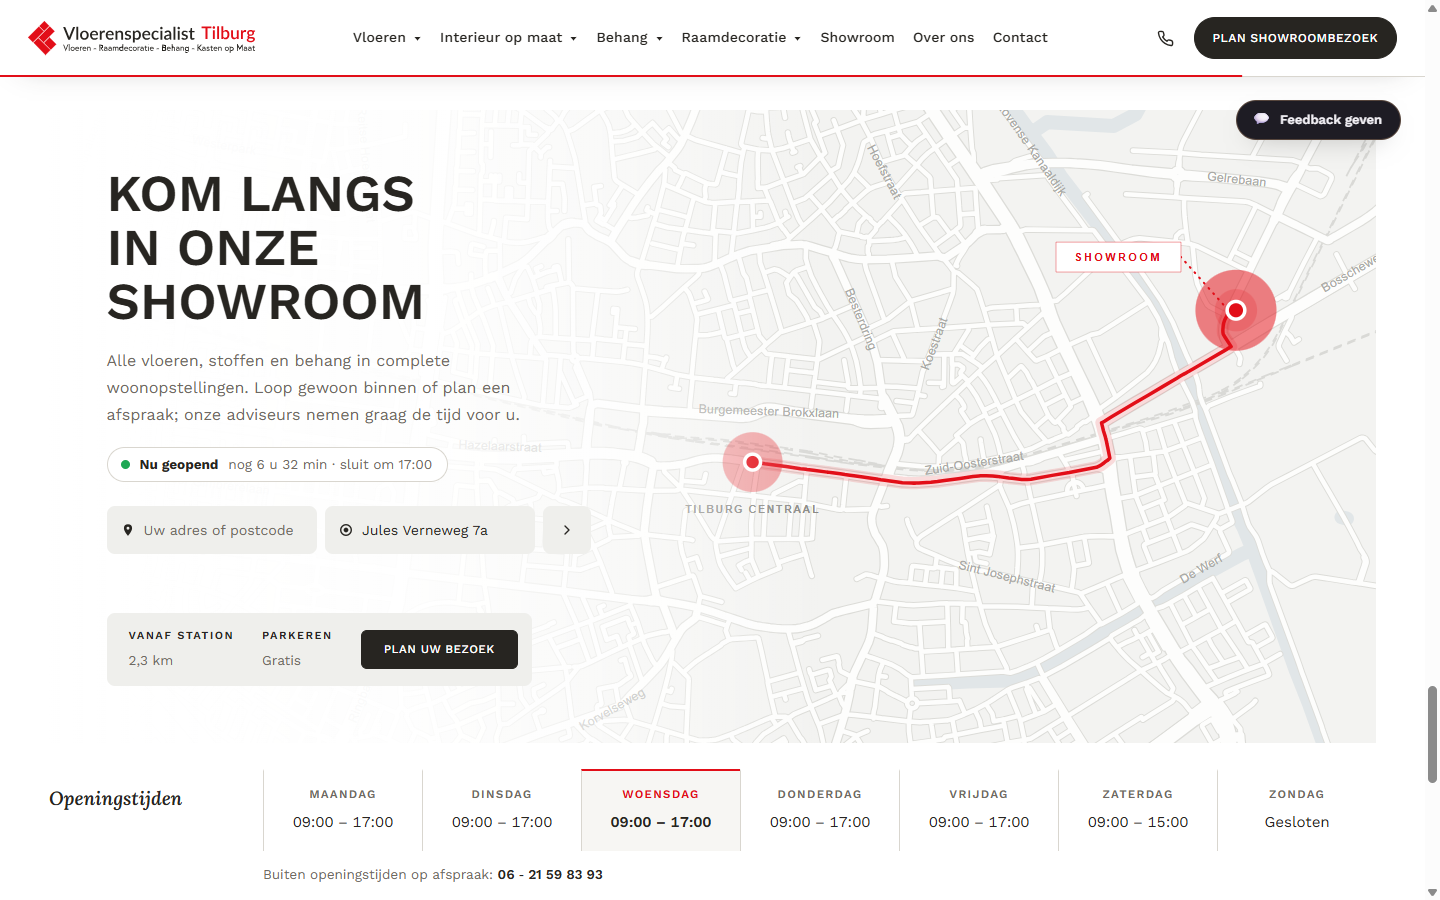 Vloerenspecialist Tilburg
Vloeren - Raamdecoratie - Behang - Kasten op Maat
Vloeren
Interieur op maat
Behang
Raamdecoratie
Showroom
Over ons
Contact
PLAN SHOWROOMBEZOEK
Feedback geven
KOM LANGS
IN ONZE
SHOWROOM
Alle vloeren, stoffen en behang in complete
woonopstellingen. Loop gewoon binnen of plan een
afspraak; onze adviseurs nemen graag de tijd voor u.
Nu geopend nog 6 u 32 min · sluit om 17:00
Uw adres of postcode
Jules Verneweg 7a
VANAF STATION
2,3 km
PARKEREN
Gratis
PLAN UW BEZOEK
Hoefstraat
ovense Kanaaldijk
Gelrebaan
SHOWROOM
Bosschewe
Besterdring
Koestraat
Burgemeester Brokxlaan
Hazelaarstraat
Zuid-Oosterstraat
TILBURG CENTRAAL
Sint Josephstraat
De Werf
Korvelseweg
Openingstijden
MAANDAG
09:00 – 17:00
DINSDAG
09:00 – 17:00
WOENSDAG
09:00 – 17:00
DONDERDAG
09:00 – 17:00
VRIJDAG
09:00 – 17:00
ZATERDAG
09:00 – 15:00
ZONDAG
Gesloten
Buiten openingstijden op afspraak: 06 - 21 59 83 93